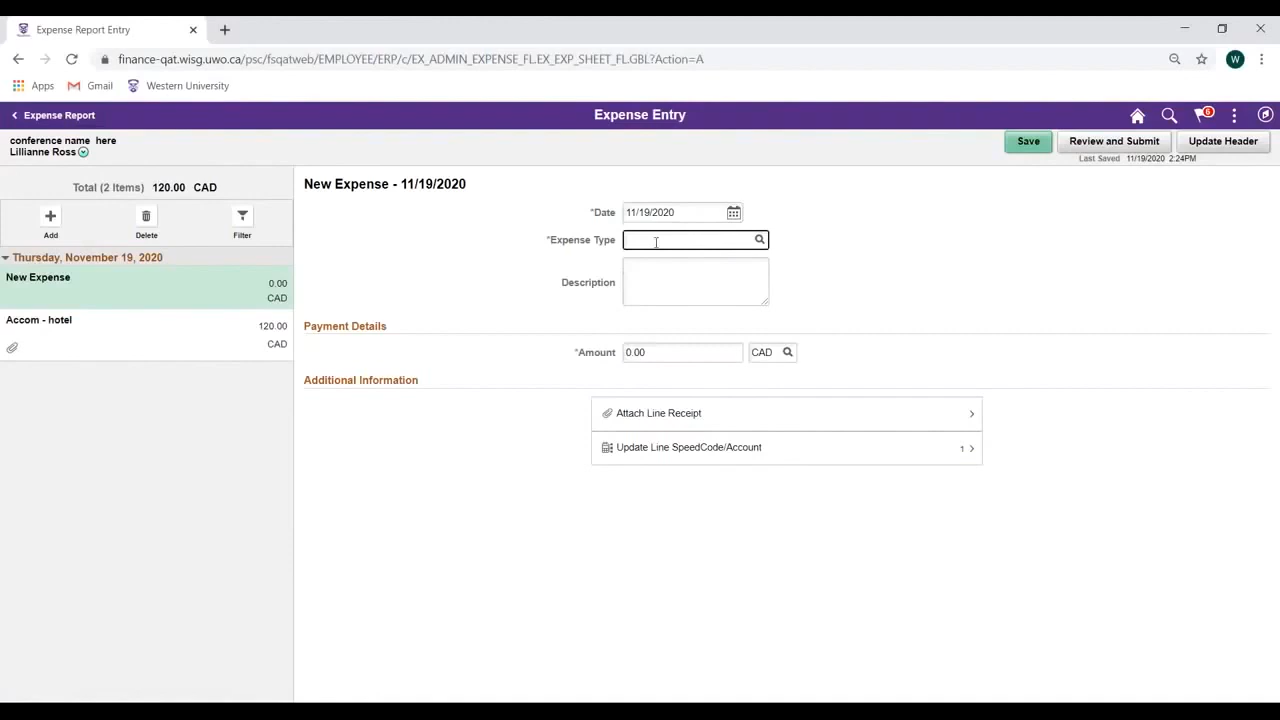 Expense Report Entry
finance-qat.wisg.uwo.ca/psc/fsqatweb/EMPLOYEE/ERP/c/EX_ADMIN_EXPENSE_FL.EX_EXP_SHEET_FL.GBL?Action=A
W
Apps Gmail Western University
Expense Report
Expense Entry
6
conference name here
Lillianne Ross
Save Review and Submit Update Header
Last Saved 11/19/2020 2:24PM
Total (2 Items) 120.00 CAD
Add Delete Filter
Thursday, November 19, 2020
New Expense
0.00
CAD
Accom - hotel
120.00
CAD
New Expense - 11/19/2020
*Date 11/19/2020
*Expense Type
Description
Payment Details
*Amount 0.00 CAD
Additional Information
Attach Line Receipt
Update Line SpeedCode/Account 1